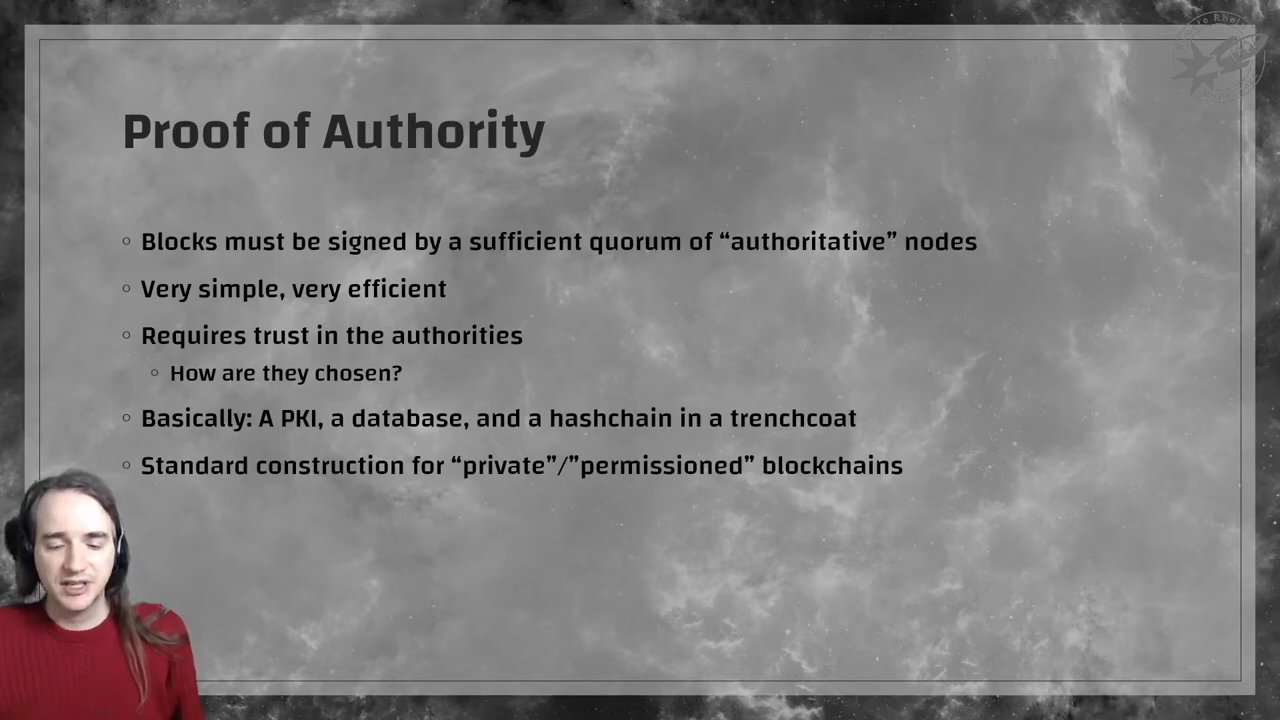 Proof of Authority
Blocks must be signed by a sufficient quorum of “authoritative” nodes
Very simple, very efficient
Requires trust in the authorities
How are they chosen?
Basically: A PKI, a database, and a hashchain in a trenchcoat
Standard construction for “private”/”permissioned” blockchains